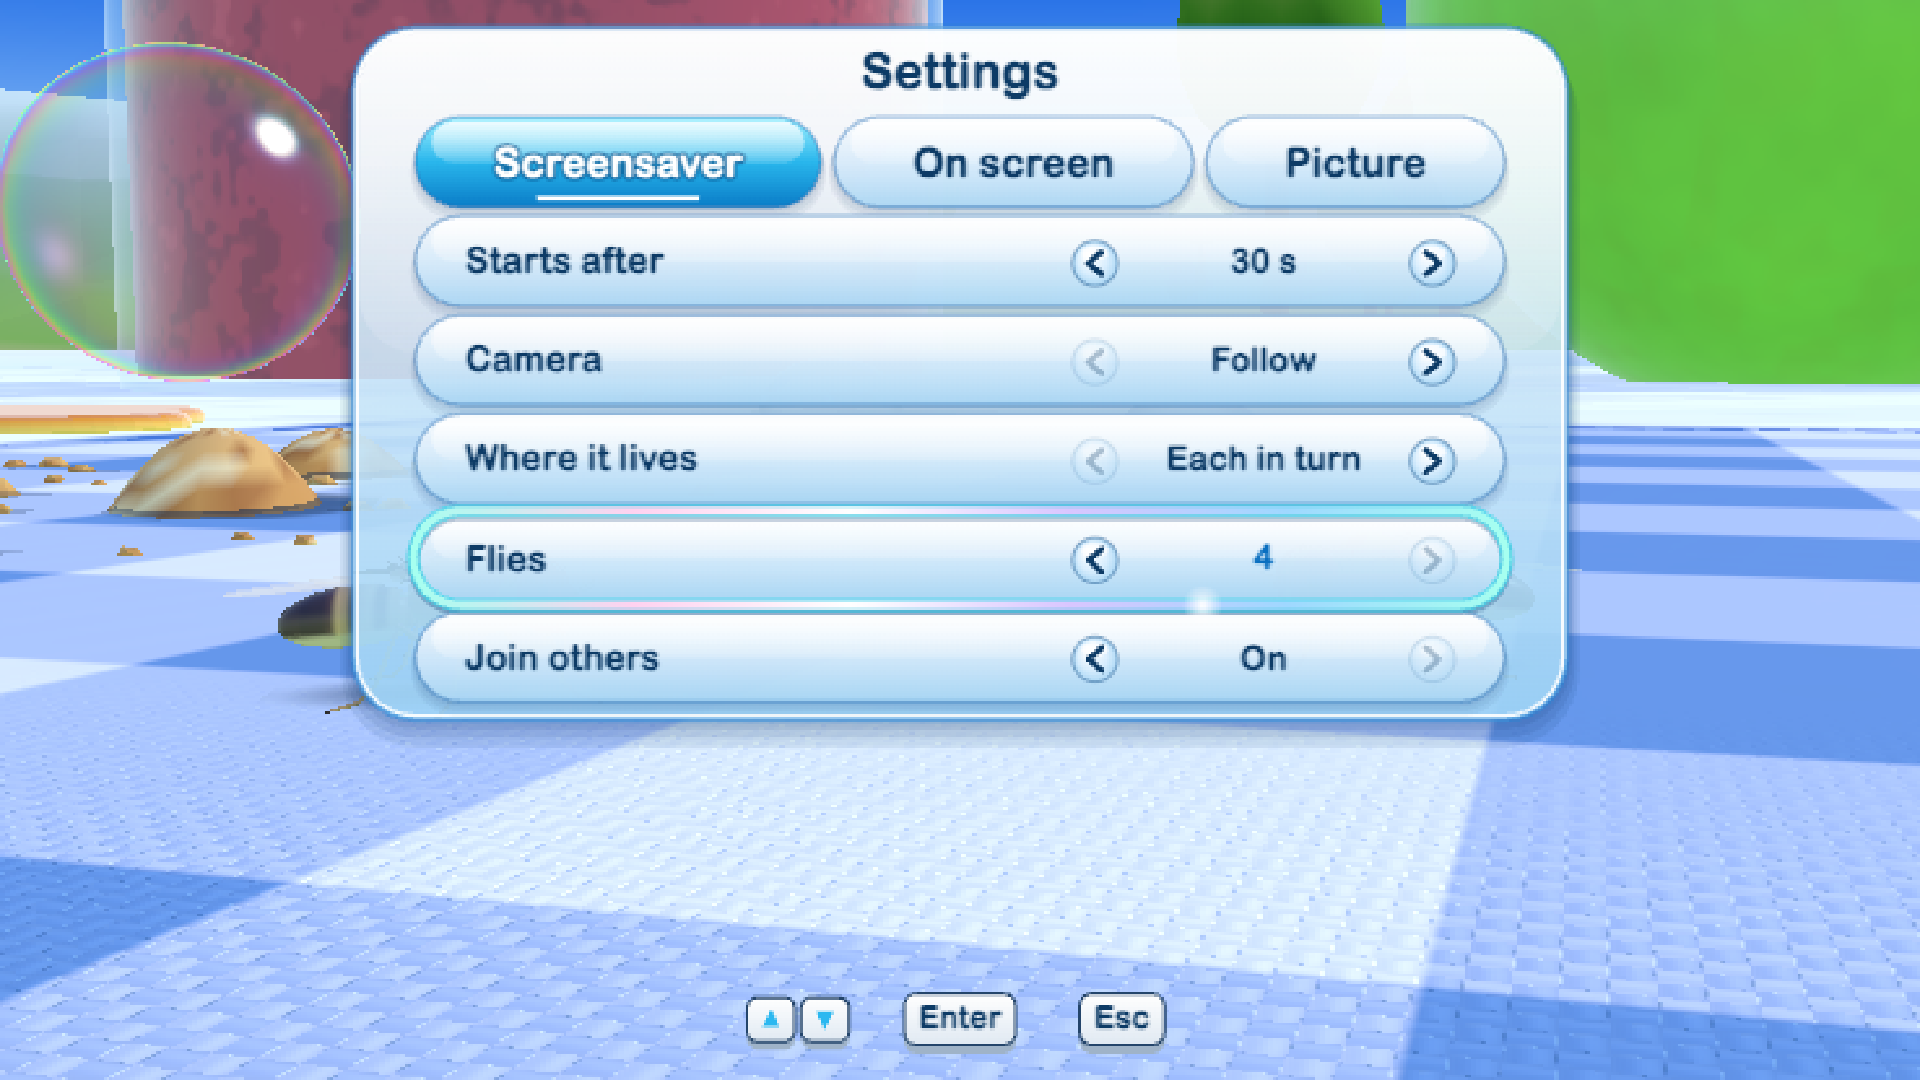 Settings
Screensaver On screen Picture
Starts after 30 s
Camera Follow
Where it lives Each in turn
Flies 4
Join others On
Enter Esc